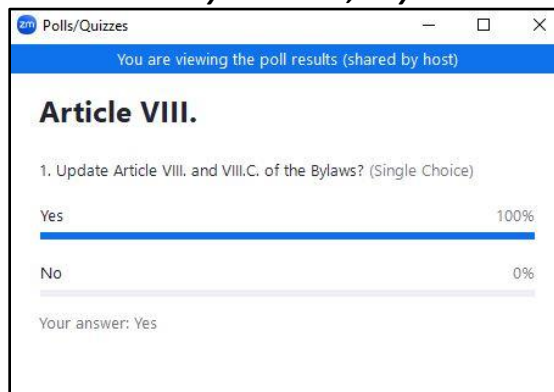 zm Polls/Quizzes
You are viewing the poll results (shared by host)
Article VIII.
1. Update Article VIII. and VIII.C. of the Bylaws? (Single Choice)
Yes 100%
No 0%
Your answer: Yes